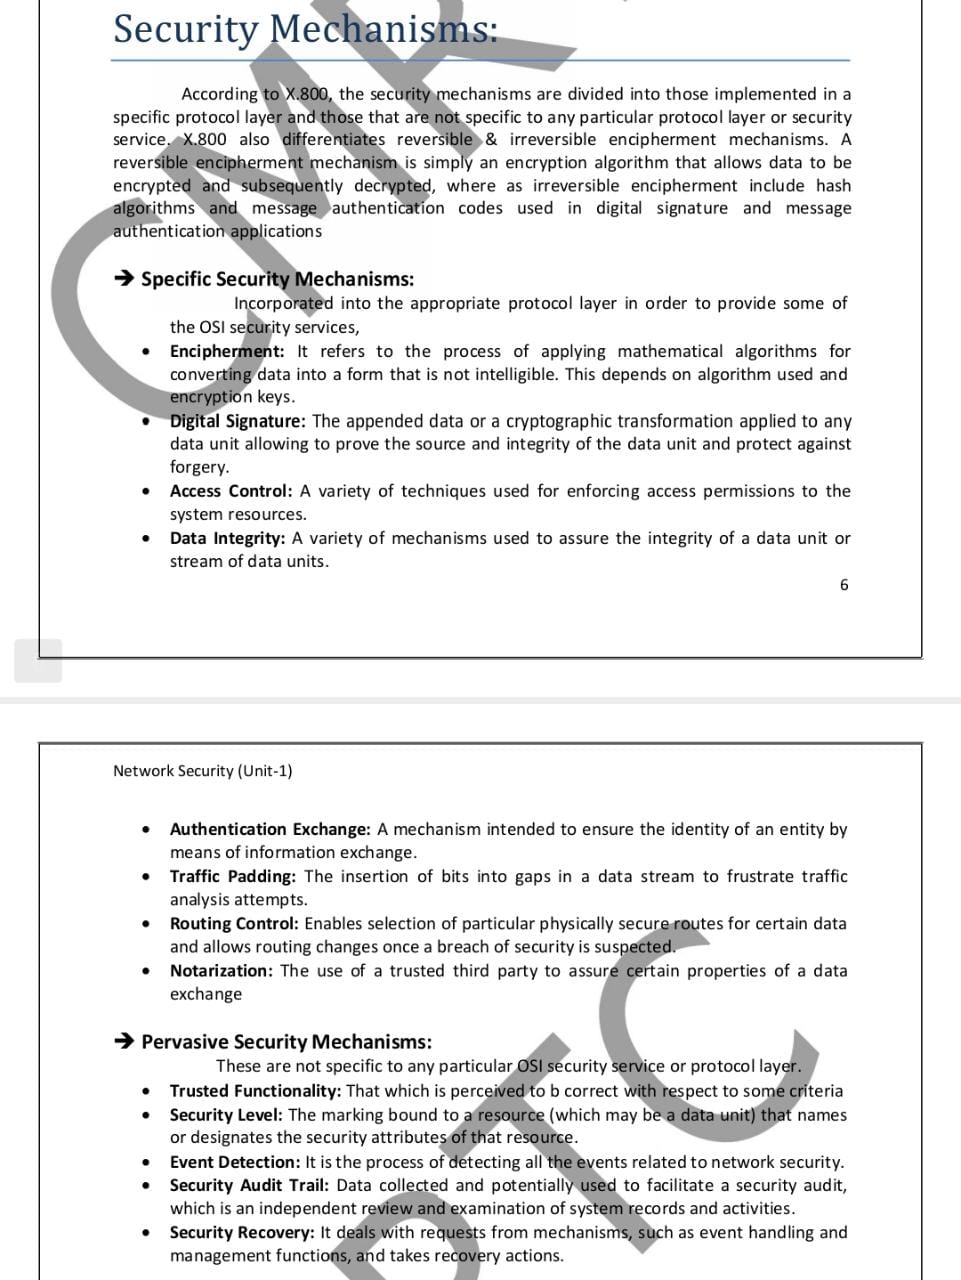 Security Mechanisms:
According to X.800, the security mechanisms are divided into those implemented in a
specific protocol layer and those that are not specific to any particular protocol layer or security
service. X.800 also differentiates reversible & irreversible encipherment mechanisms. A
reversible encipherment mechanism is simply an encryption algorithm that allows data to be
encrypted and subsequently decrypted, where as irreversible encipherment include hash
algorithms and message authentication codes used in digital signature and message
authentication applications
➔ Specific Security Mechanisms:
Incorporated into the appropriate protocol layer in order to provide some of
the OSI security services,
• Encipherment: It refers to the process of applying mathematical algorithms for
converting data into a form that is not intelligible. This depends on algorithm used and
encryption keys.
• Digital Signature: The appended data or a cryptographic transformation applied to any
data unit allowing to prove the source and integrity of the data unit and protect against
forgery.
• Access Control: A variety of techniques used for enforcing access permissions to the
system resources.
• Data Integrity: A variety of mechanisms used to assure the integrity of a data unit or
stream of data units.
6
Network Security (Unit-1)
• Authentication Exchange: A mechanism intended to ensure the identity of an entity by
means of information exchange.
• Traffic Padding: The insertion of bits into gaps in a data stream to frustrate traffic
analysis attempts.
• Routing Control: Enables selection of particular physically secure routes for certain data
and allows routing changes once a breach of security is suspected.
• Notarization: The use of a trusted third party to assure certain properties of a data
exchange
➔ Pervasive Security Mechanisms:
These are not specific to any particular OSI security service or protocol layer.
• Trusted Functionality: That which is perceived to b correct with respect to some criteria
• Security Level: The marking bound to a resource (which may be a data unit) that names
or designates the security attributes of that resource.
• Event Detection: It is the process of detecting all the events related to network security.
• Security Audit Trail: Data collected and potentially used to facilitate a security audit,
which is an independent review and examination of system records and activities.
• Security Recovery: It deals with requests from mechanisms, such as event handling and
management functions, and takes recovery actions.
CMR
PTC